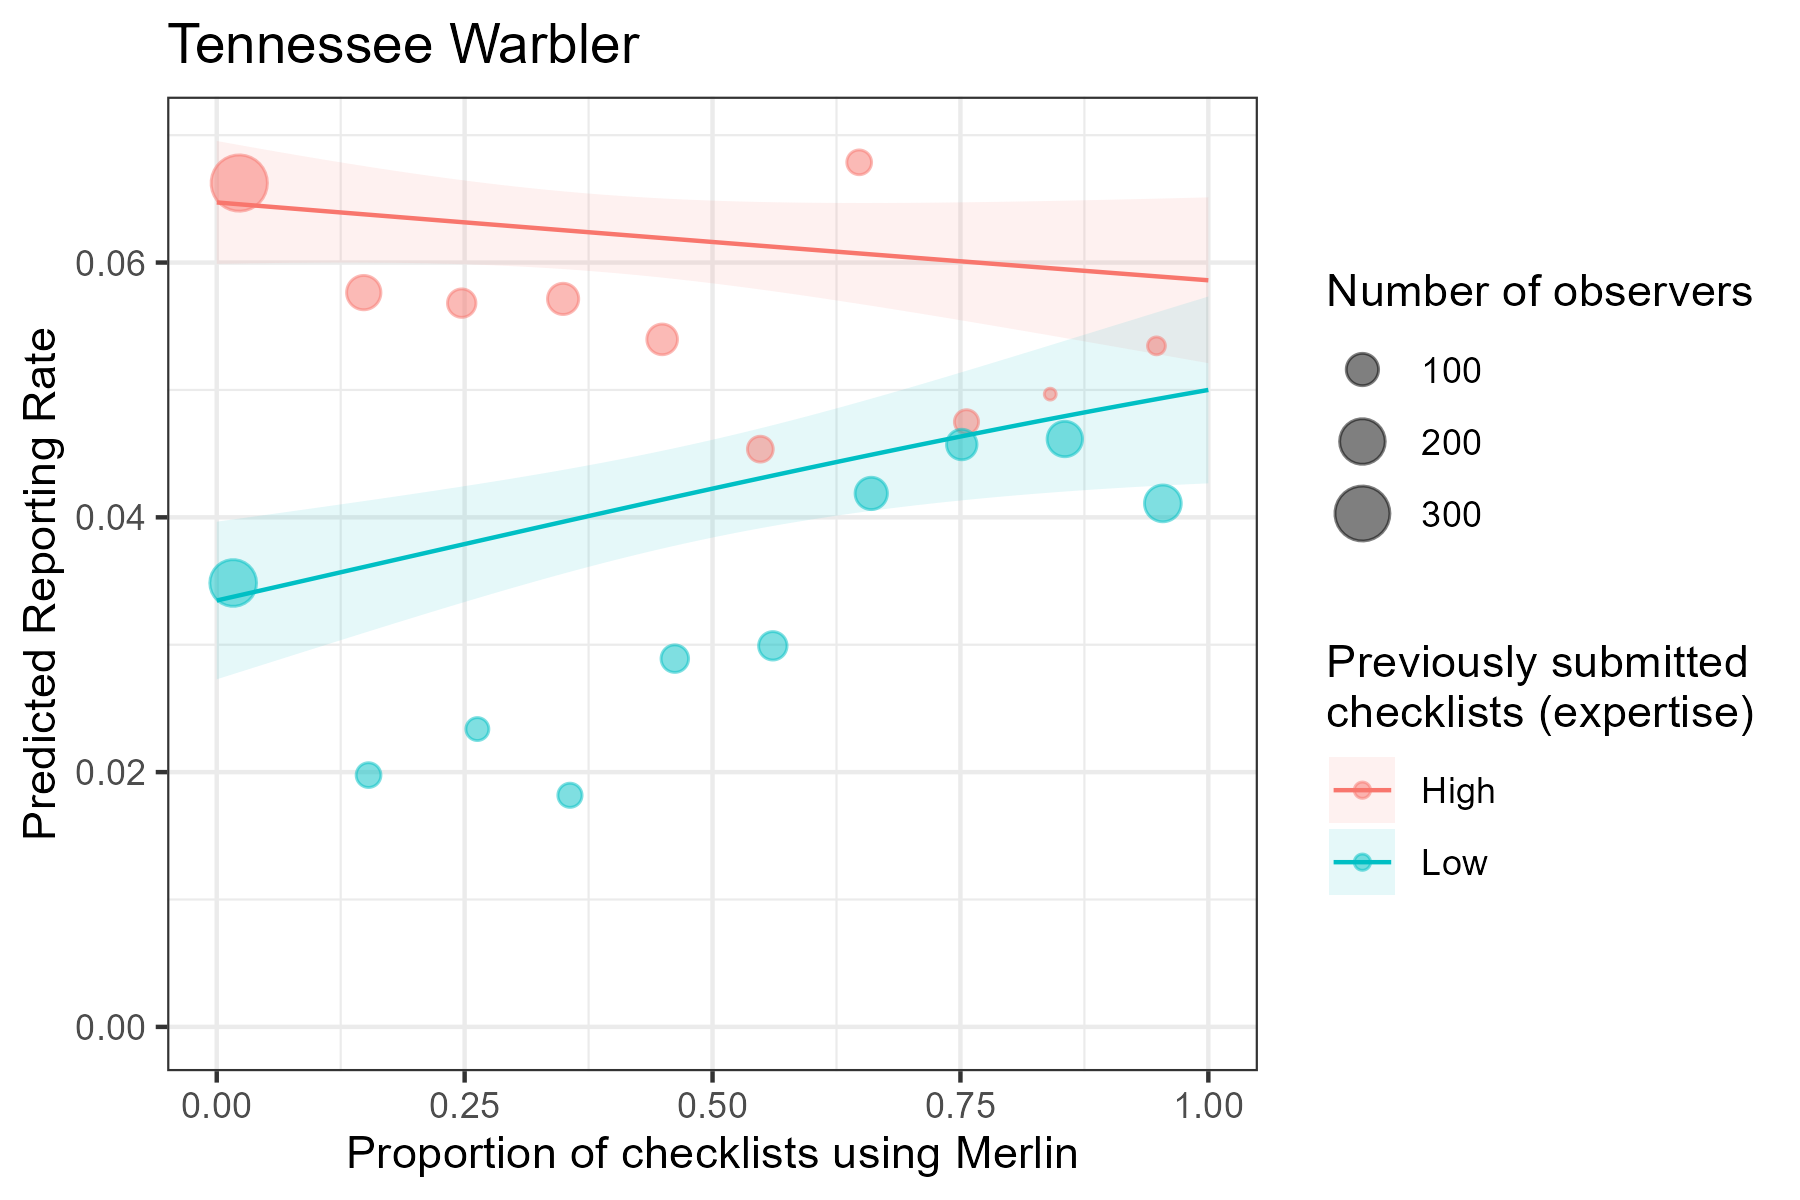 Tennessee Warbler
Predicted Reporting Rate
0.06
0.04
0.02
0.00
0.00 0.25 0.50 0.75 1.00
Proportion of checklists using Merlin
Number of observers
100
200
300
Previously submitted
checklists (expertise)
High
Low